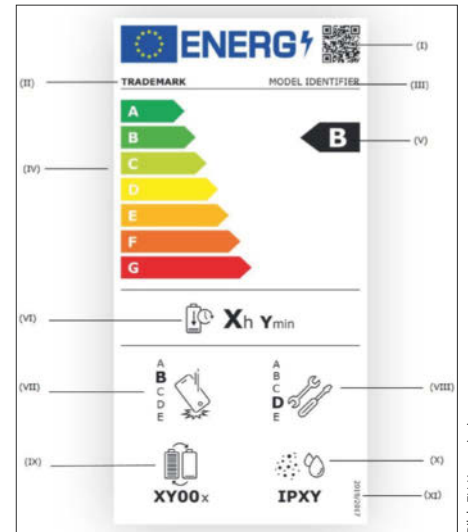 ENERG
(I)
(II)
TRADEMARK
MODEL IDENTIFIER
(III)
A
B
C
D
E
F
G
B
(IV)
(V)
(VI)
Xh Ymin
(VII)
A
B
C
D
E
A
B
C
D
E
(VIII)
(IX)
XY00x
IPXY
(X)
2019/2017
(XI)